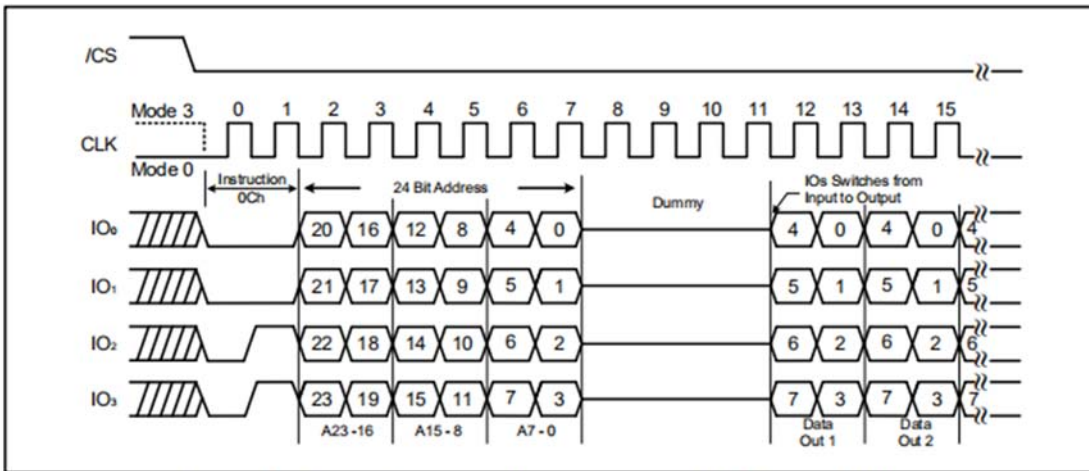 /CS
Mode 3 0 1 2 3 4 5 6 7 8 9 10 11 12 13 14 15
CLK
Mode 0
Instruction
0Ch
24 Bit Address
Dummy
IOs Switches from
Input to Output
IO₀ 20 16 12 8 4 0 4 0 4 0 4
IO₁ 21 17 13 9 5 1 5 1 5 1 5
IO₂ 22 18 14 10 6 2 6 2 6 2 6
IO₃ 23 19 15 11 7 3 7 3 7 3 7
A23 -16 A15 - 8 A7 - 0
Data
Out 1
Data
Out 2